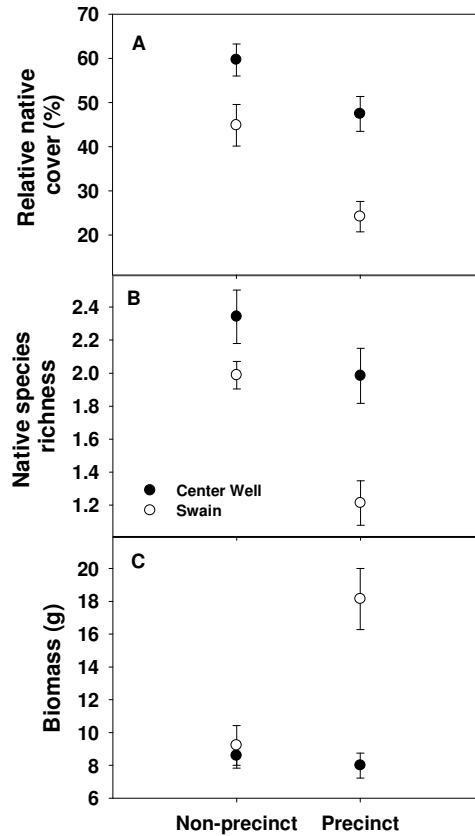 70
A
60
50
40
30
20
Relative native
cover (%)
B
2.4
2.2
2.0
1.8
1.6
1.4
1.2
Native species
richness
Center Well
Swain
C
20
18
16
14
12
10
8
6
Biomass (g)
Non-precinct Precinct